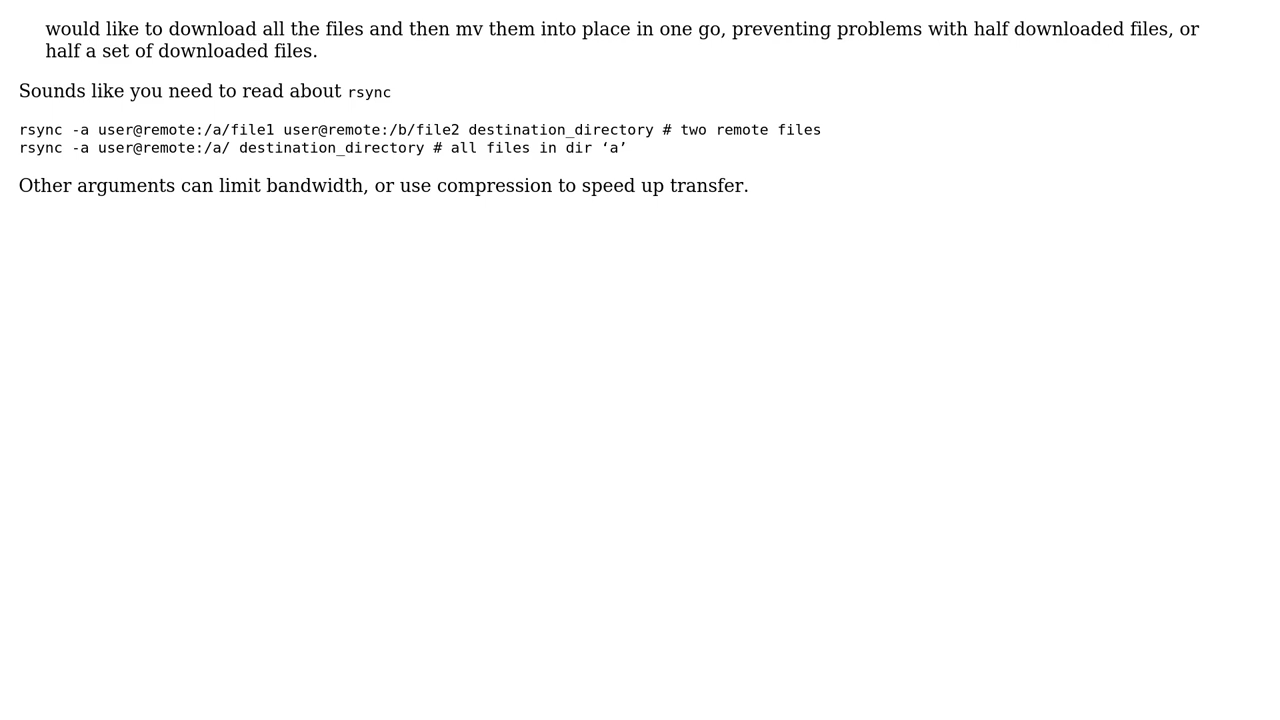 would like to download all the files and then mv them into place in one go, preventing problems with half downloaded files, or
half a set of downloaded files.
Sounds like you need to read about rsync
rsync -a user@remote:/a/file1 user@remote:/b/file2 destination_directory # two remote files
rsync -a user@remote:/a/ destination_directory # all files in dir ‘a’
Other arguments can limit bandwidth, or use compression to speed up transfer.